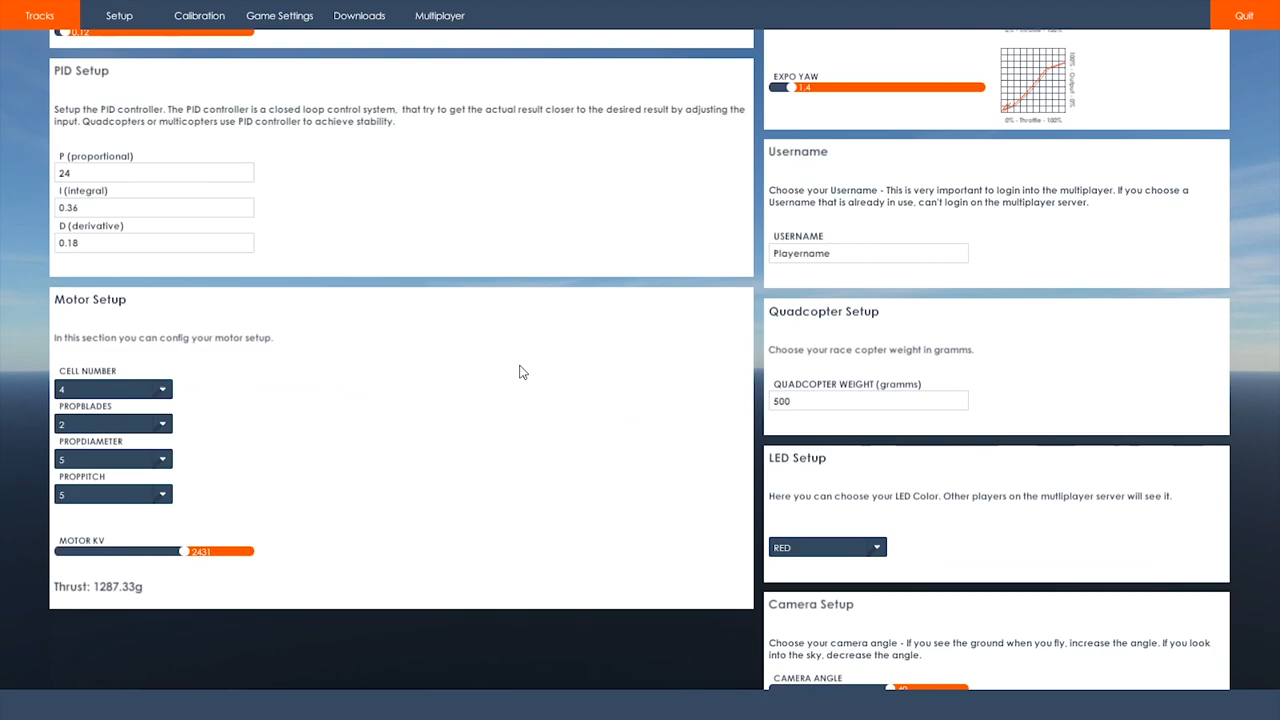 Tracks
Setup
Calibration
Game Settings
Downloads
Multiplayer
Quit
0.12
PID Setup
Setup the PID controller. The PID controller is a closed loop control system, that try to get the actual result closer to the desired result by adjusting the
input. Quadcopters or multicopters use PID controller to achieve stability.
P (proportional)
24
I (integral)
0.36
D (derivative)
0.18
Motor Setup
In this section you can config your motor setup.
CELL NUMBER
4
PROPBLADES
2
PROPDIAMETER
5
PROPPITCH
5
MOTOR KV
2431
Thrust: 1287.33g
0% - Throttle - 100%
EXPO YAW
1.4
100% - Output - 0%
0% - Throttle - 100%
Username
Choose your Username - This is very important to login into the multiplayer. If you choose a
Username that is already in use, can't login on the multiplayer server.
USERNAME
Playername
Quadcopter Setup
Choose your race copter weight in gramms.
QUADCOPTER WEIGHT (gramms)
500
LED Setup
Here you can choose your LED Color. Other players on the mutliplayer server will see it.
RED
Camera Setup
Choose your camera angle - If you see the ground when you fly, increase the angle. If you look
into the sky, decrease the angle.
CAMERA ANGLE